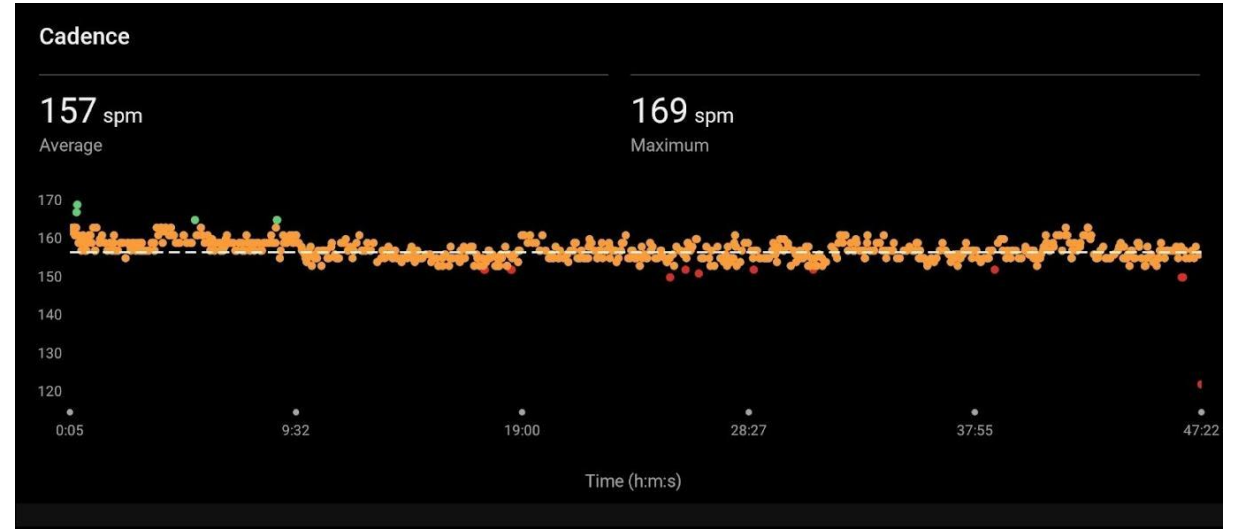 Cadence
157 spm
Average
169 spm
Maximum
170
160
150
140
130
120
0:05 9:32 19:00 28:27 37:55 47:22
Time (h:m:s)